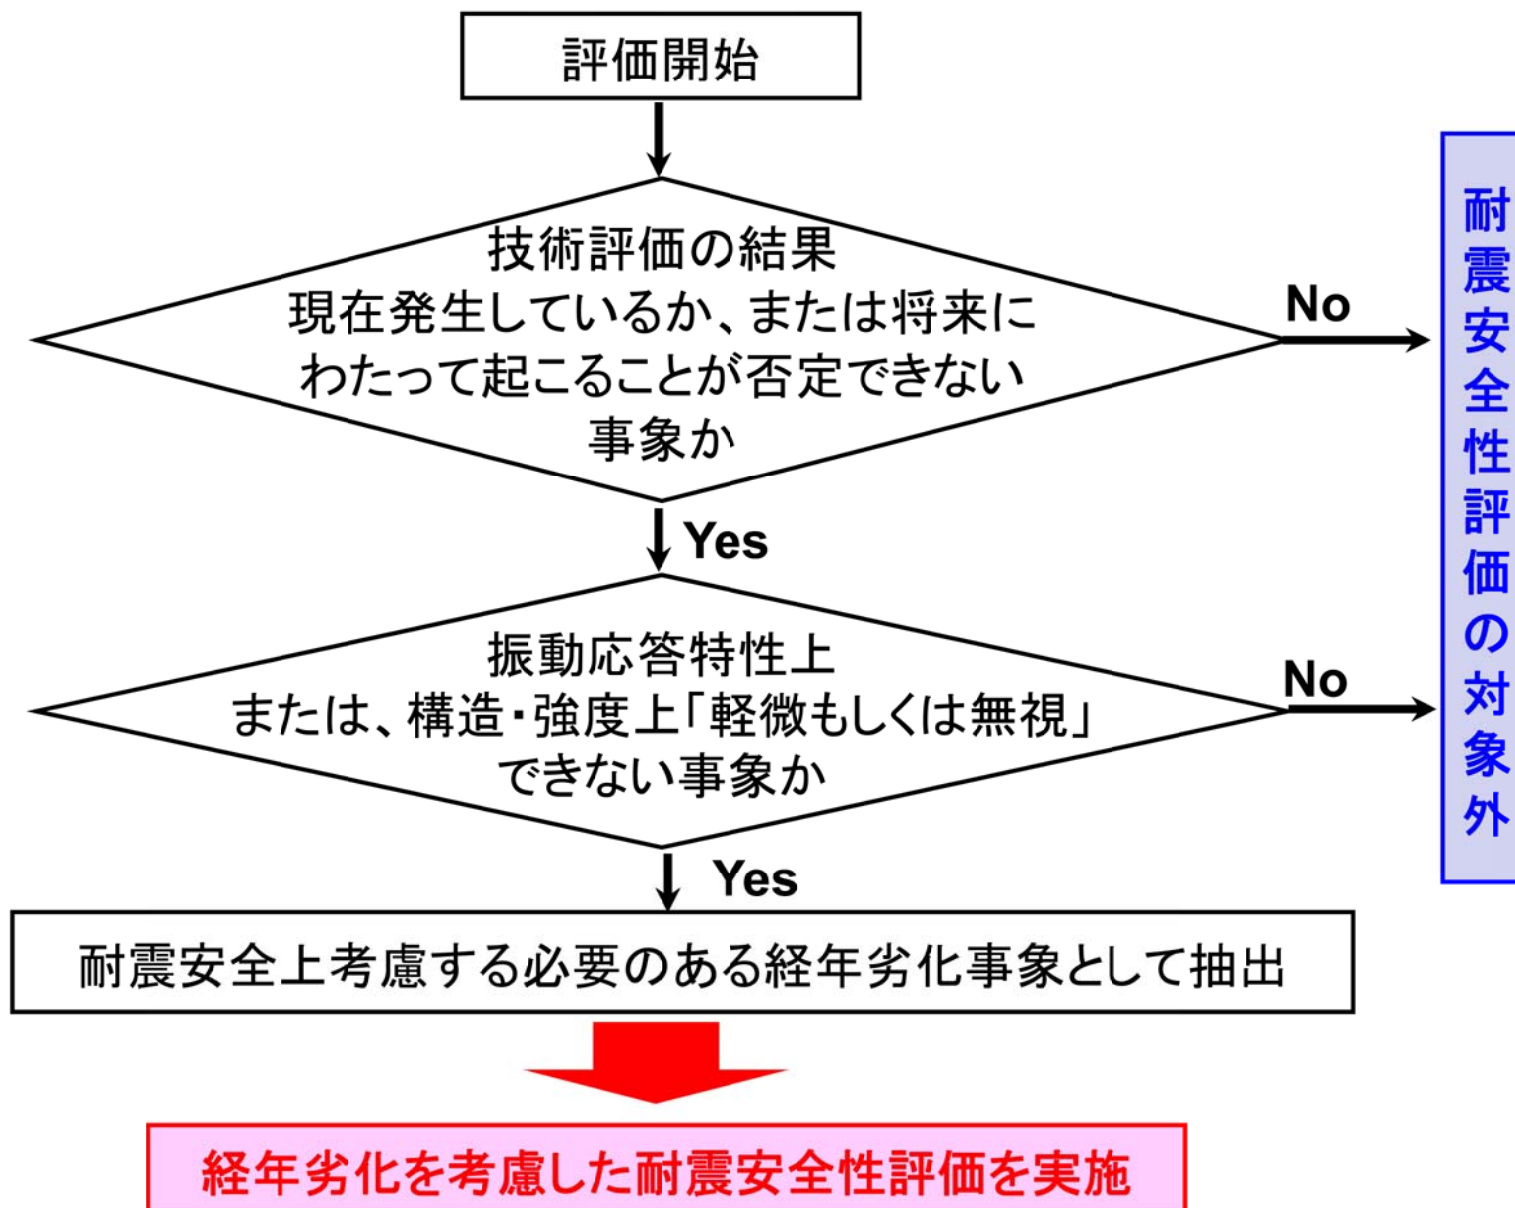 評価開始
技術評価の結果
現在発生しているか、または将来に
わたって起こることが否定できない
事象か
No
Yes
振動応答特性上
または、構造・強度上「軽微もしくは無視」
できない事象か
No
Yes
耐震安全上考慮する必要のある経年劣化事象として抽出
経年劣化を考慮した耐震安全性評価を実施
耐震安全性評価の対象外